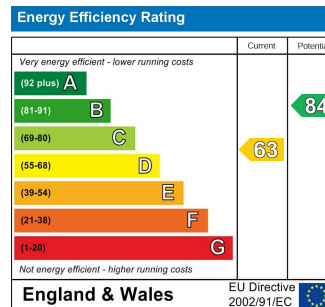 Energy Efficiency Rating
Current
Potentia
Very energy efficient - lower running costs
(92 plus) A
(81-91) B
(69-80) C
(55-68) D
(39-54) E
(21-38) F
(1-20) G
63
84
Not energy efficient - higher running costs
England & Wales
EU Directive
2002/91/EC